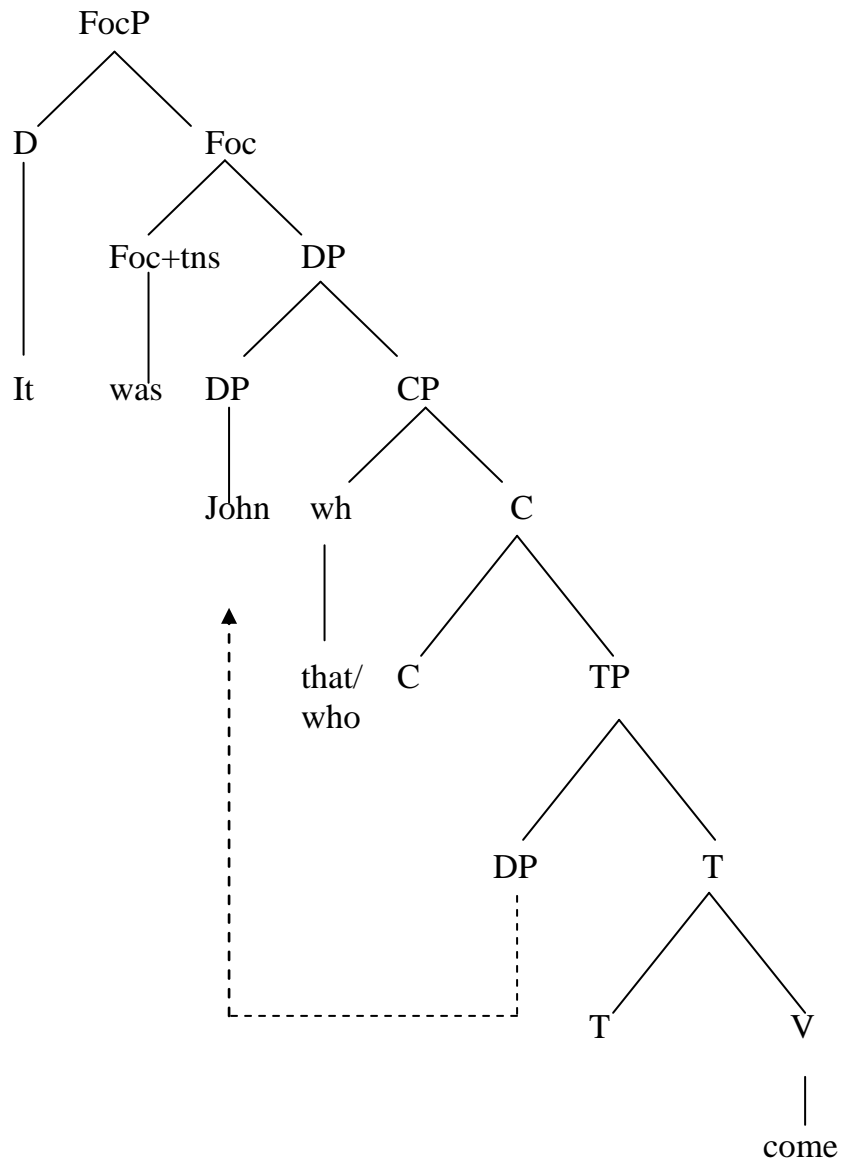 FocP
D Foc
Foc+tns DP
It was DP CP
John wh C
that/ C TP
who
DP T
T V
come